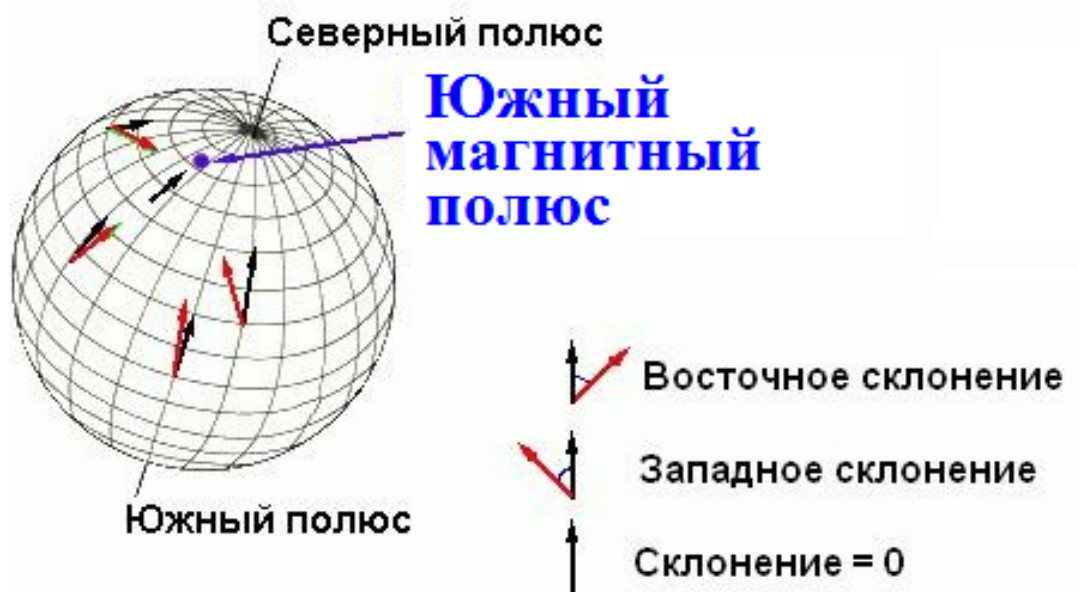 Северный полюс
Южный
магнитный
полюс
Восточное склонение
Западное склонение
Южный полюс
Склонение = 0